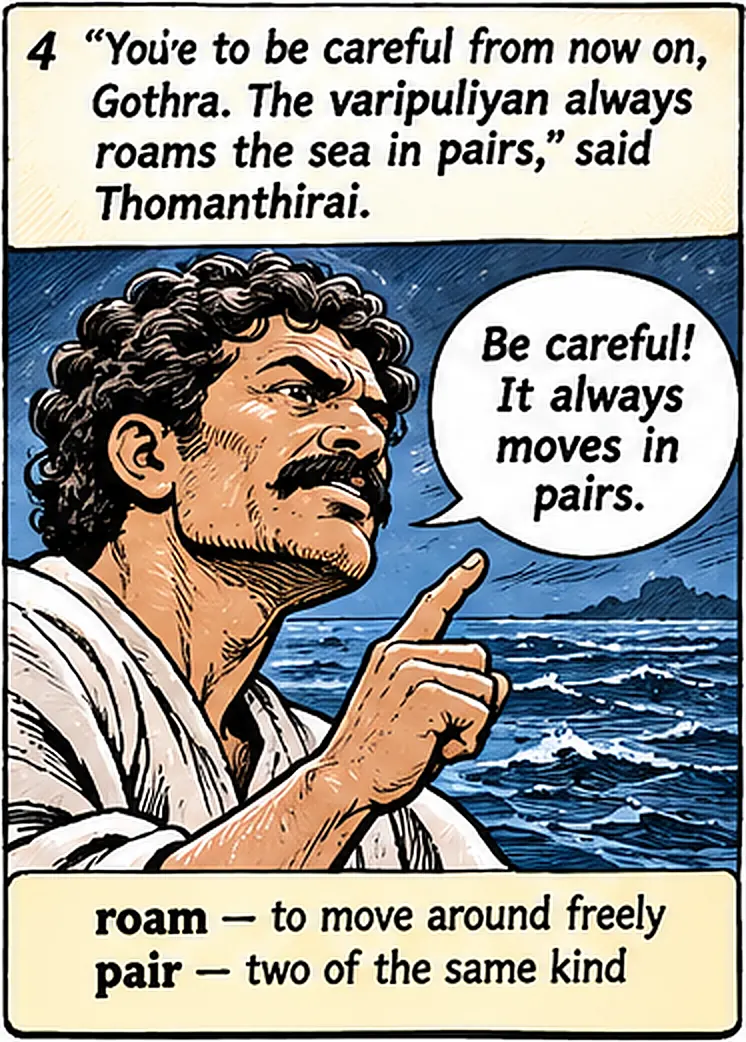 4 “You'e to be careful from now on,
Gothra. The varipuliyan always
roams the sea in pairs,” said
Thomanthirai.
Be careful!
It always
moves in
pairs.
roam — to move around freely
pair — two of the same kind